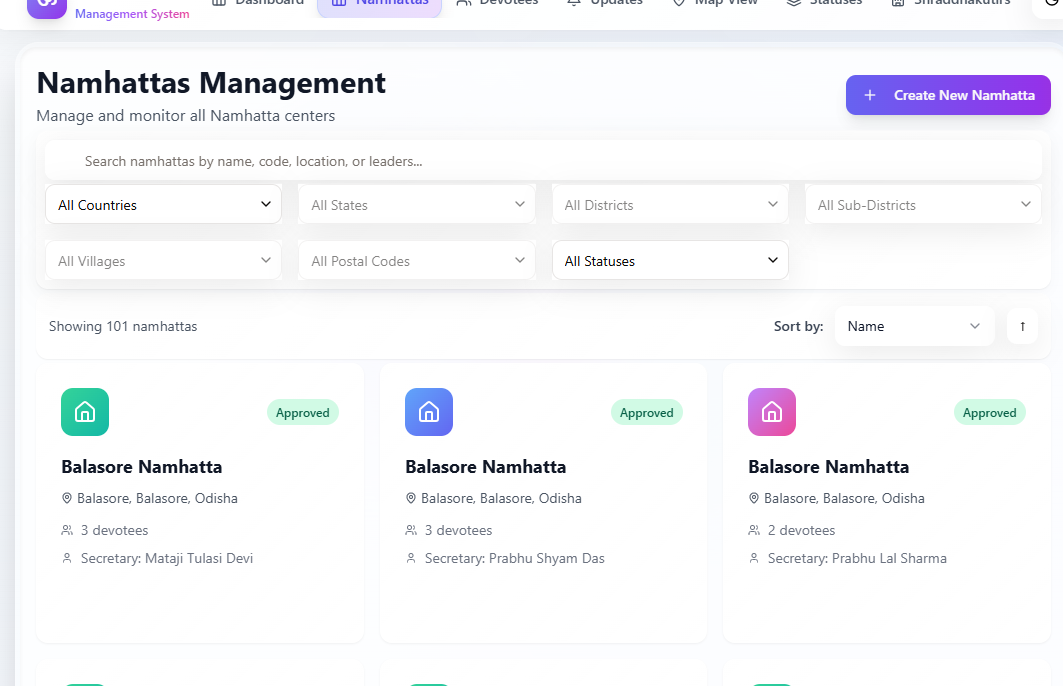 Dashboard Namhattas Devotees Updates Map View Statuses Shraddhakutirs
Management System
Namhattas Management
Manage and monitor all Namhatta centers
+ Create New Namhatta
Search namhattas by name, code, location, or leaders...
All Countries All States All Districts All Sub-Districts
All Villages All Postal Codes All Statuses
Showing 101 namhattas Sort by: Name ↑
Approved Approved Approved
Balasore Namhatta Balasore Namhatta Balasore Namhatta
Balasore, Balasore, Odisha Balasore, Balasore, Odisha Balasore, Balasore, Odisha
3 devotees 3 devotees 2 devotees
Secretary: Mataji Tulasi Devi Secretary: Prabhu Shyam Das Secretary: Prabhu Lal Sharma